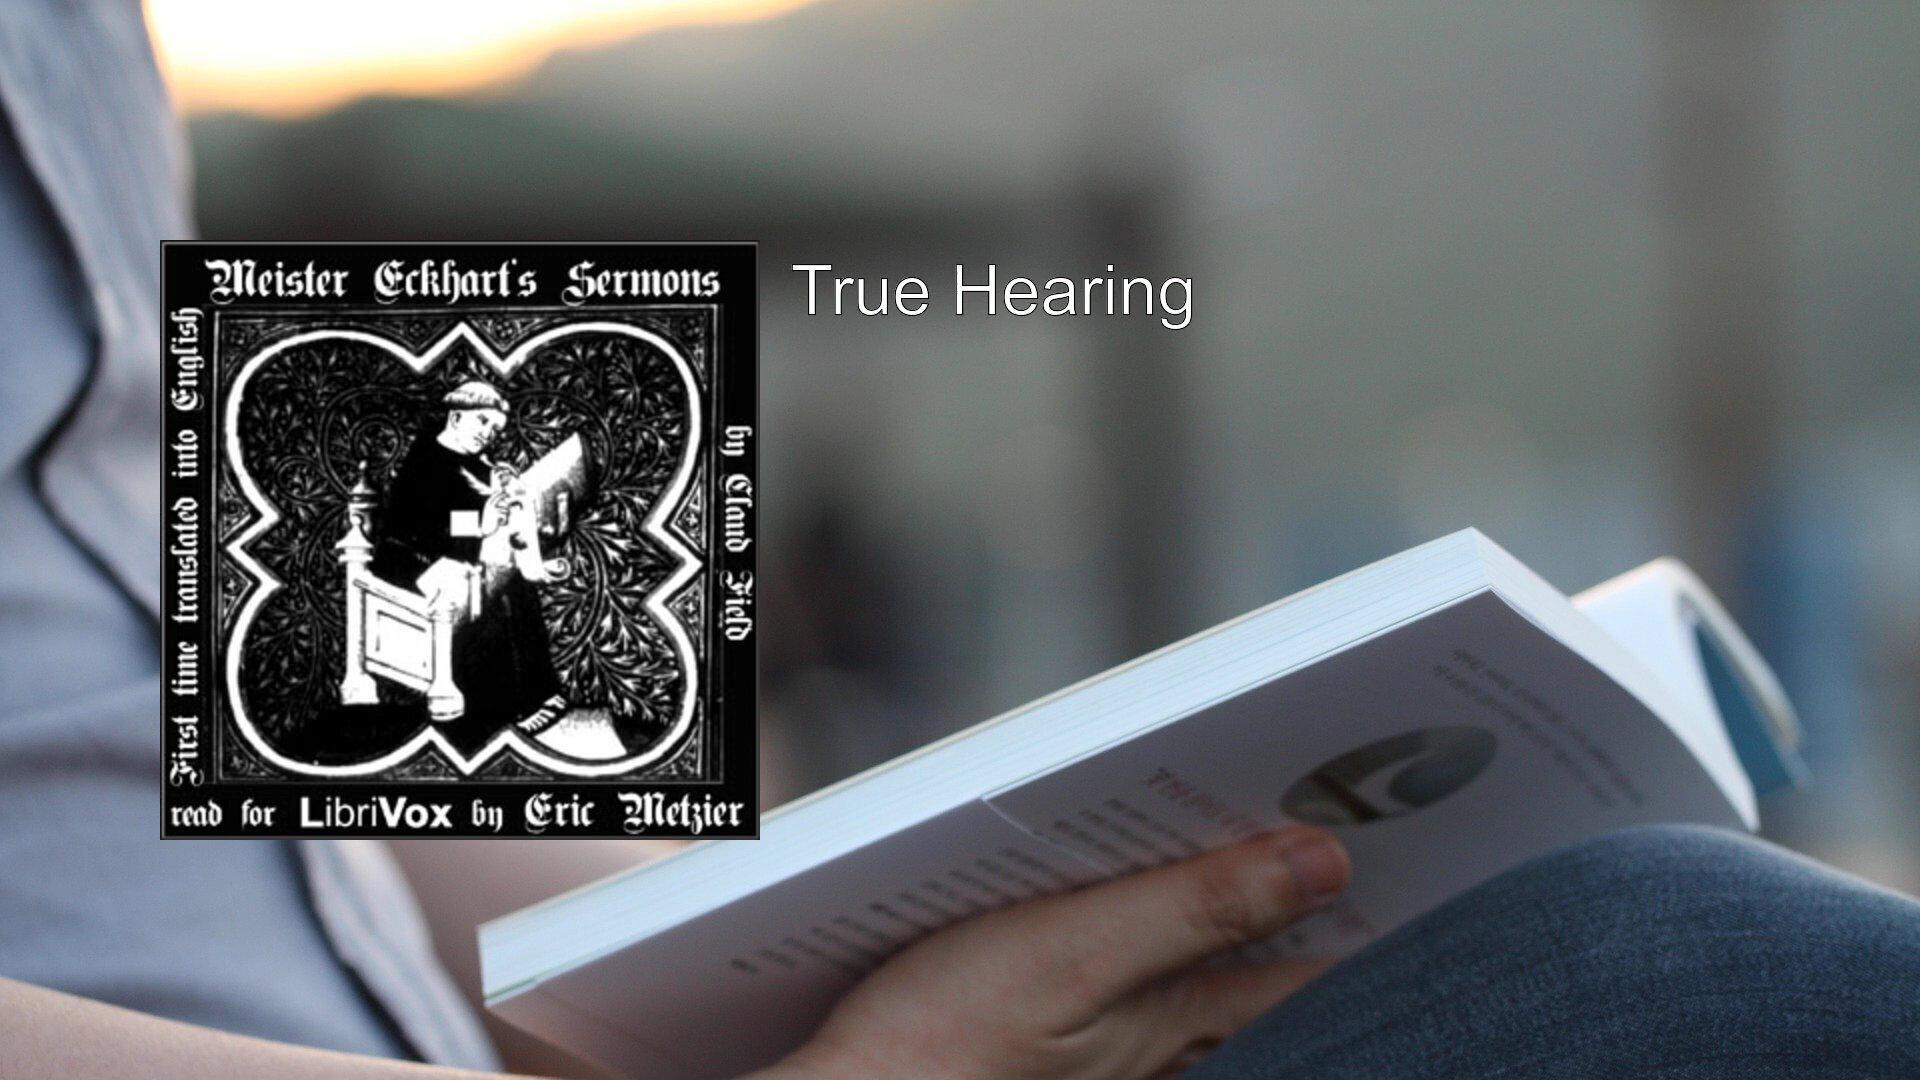 Meister Eckhart's Sermons
First time translated into English
by Claud Field
read for LibriVox by Eric Metzier
True Hearing